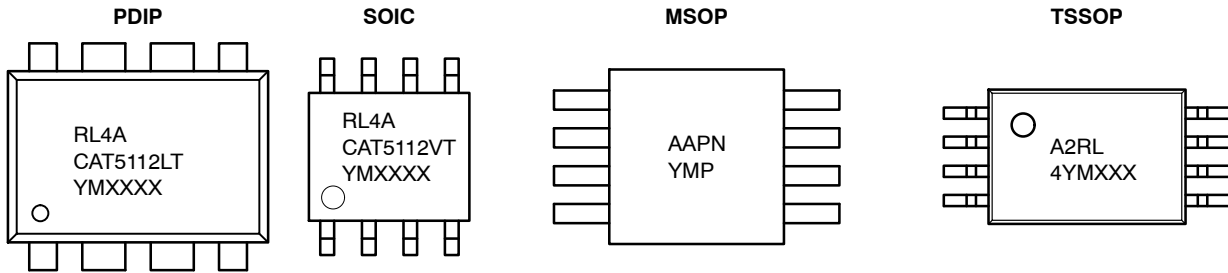 PDIP
SOIC
MSOP
TSSOP
RL4A
CAT5112LT
YMXXXX
RL4A
CAT5112VT
YMXXXX
AAPN
YMP
A2RL
4YMXXX